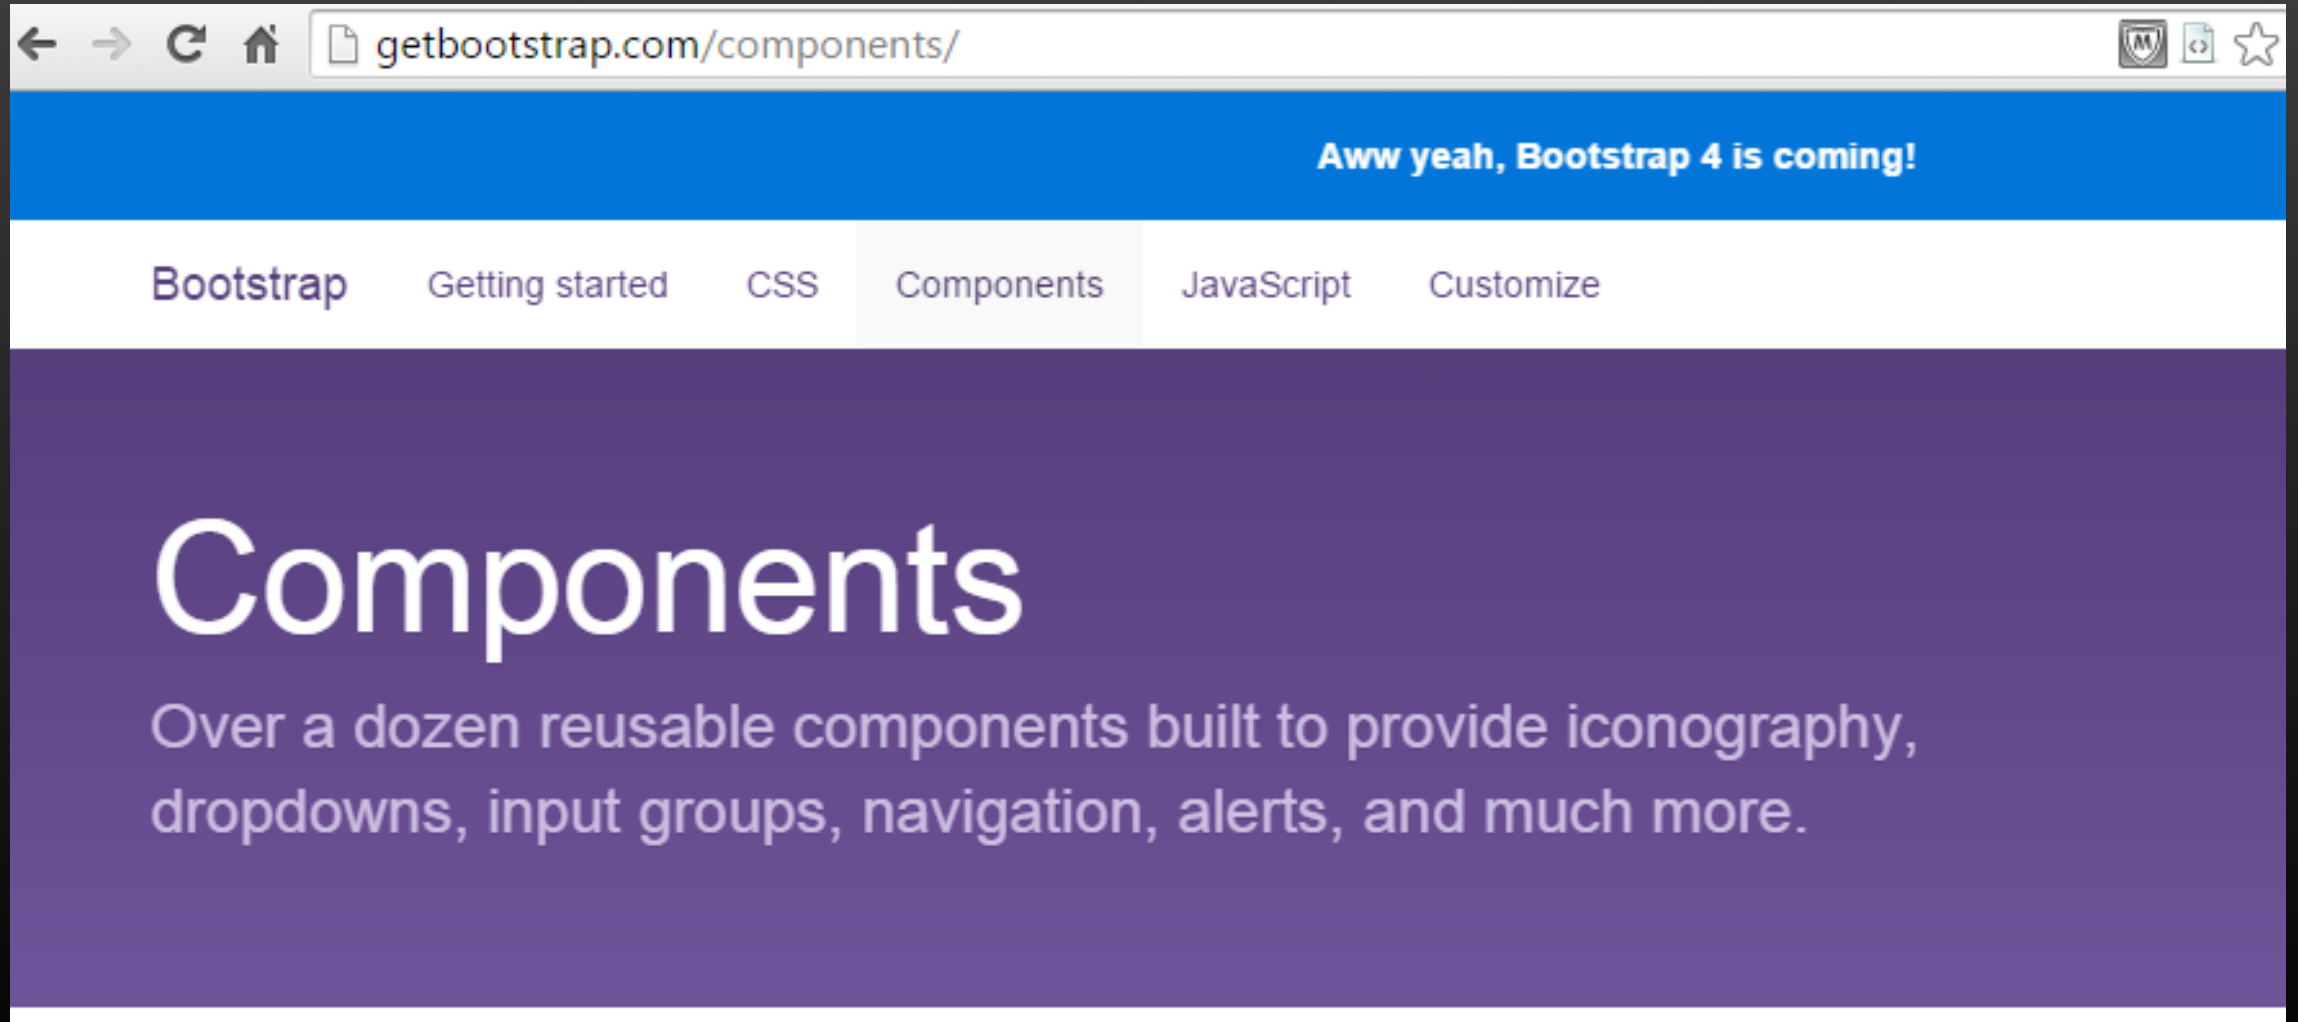 getbootstrap.com/components/
Aww yeah, Bootstrap 4 is coming!
Bootstrap Getting started CSS Components JavaScript Customize
Components
Over a dozen reusable components built to provide iconography,
dropdowns, input groups, navigation, alerts, and much more.